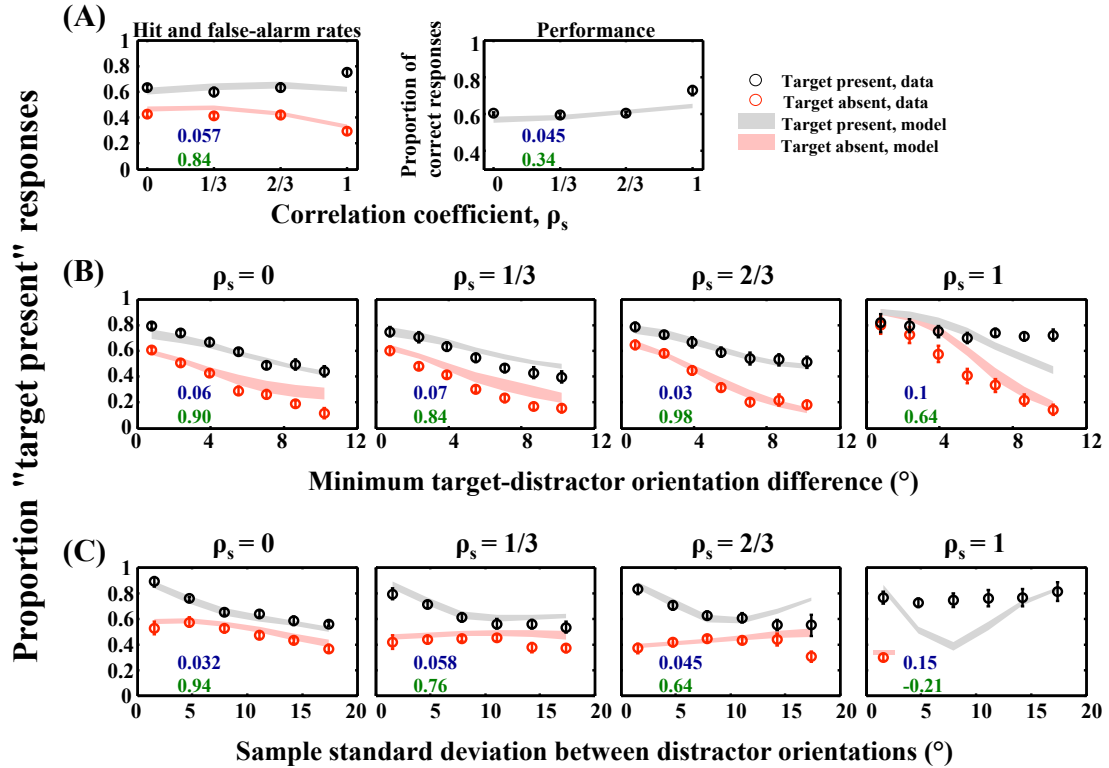 (A)
Hit and false-alarm rates
Performance
1
0.8
0.6
0.4
0.2
0
0.057
0.84
0 1/3 2/3 1
Proportion of
correct responses
1
0.8
0.6
0.4
0.045
0.34
0 1/3 2/3 1
Target present, data
Target absent, data
Target present, model
Target absent, model
Correlation coefficient, ρs
Proportion "target present" responses
(B)
ρs = 0
ρs = 1/3
ρs = 2/3
ρs = 1
1
0.8
0.6
0.4
0.2
0
0.06
0.90
0.07
0.84
0.03
0.98
0.1
0.64
0 4 8 12
0 4 8 12
0 4 8 12
0 4 8 12
Minimum target-distractor orientation difference (°)
(C)
ρs = 0
ρs = 1/3
ρs = 2/3
ρs = 1
1
0.8
0.6
0.4
0.2
0
0.032
0.94
0.058
0.76
0.045
0.64
0.15
-0.21
0 5 10 15 20
0 5 10 15 20
0 5 10 15 20
0 5 10 15 20
Sample standard deviation between distractor orientations (°)